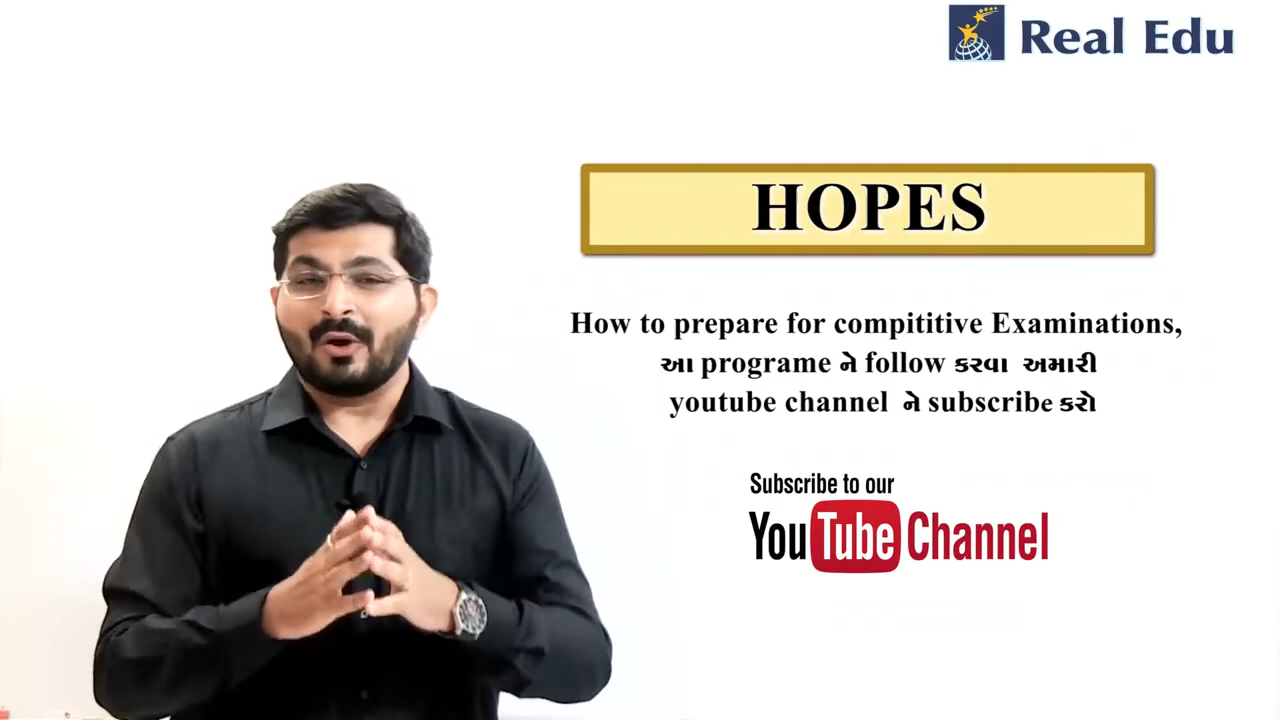 Real Edu
HOPES
How to prepare for compititive Examinations,
આ programe ને follow કરવા અમારી
youtube channel ને subscribe કરો
Subscribe to our
YouTube Channel